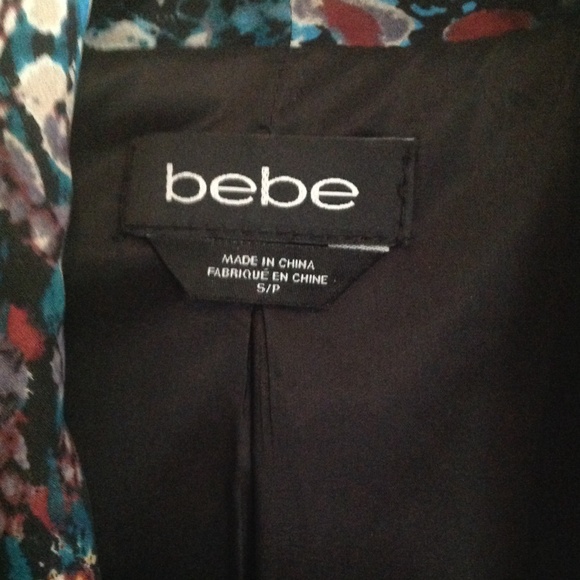 bebe
MADE IN CHINA
FABRIQUÉ EN CHINE
S/P